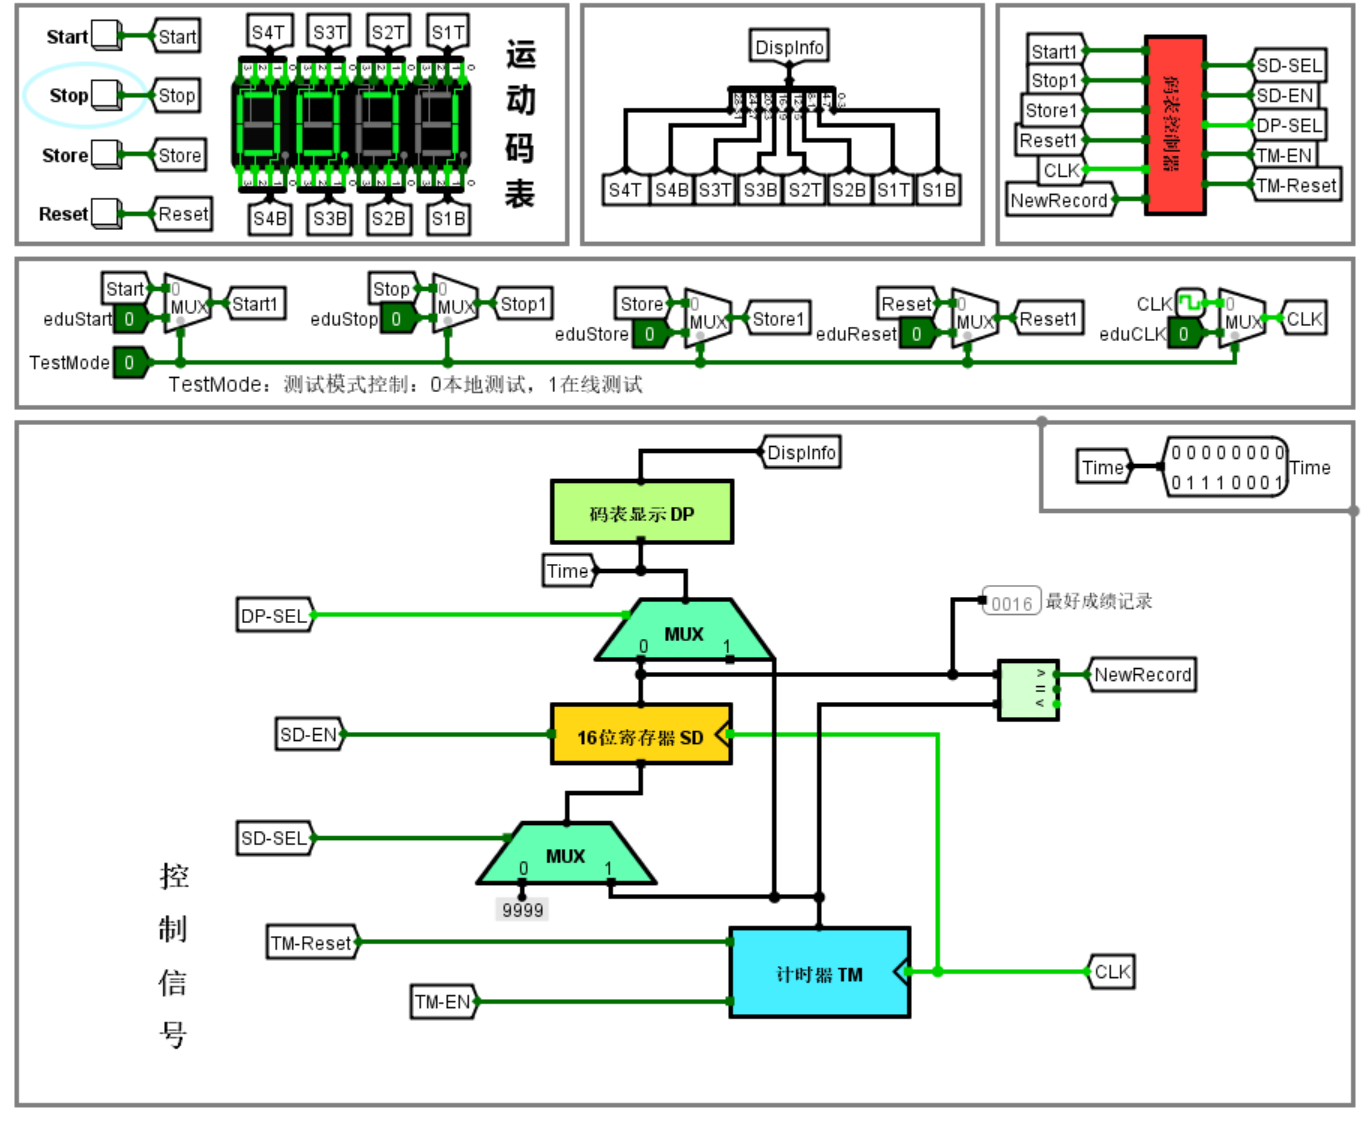 Start
Start
Stop
Stop
Store
Store
Reset
Reset
S4T
S3T
S2T
S1T
S4B
S3B
S2B
S1B
运动码表
DispInfo
S4T
S4B
S3T
S3B
S2T
S2B
S1T
S1B
Start1
Stop1
Store1
Reset1
CLK
NewRecord
码表控制器
SD-SEL
SD-EN
DP-SEL
TM-EN
TM-Reset
Start
0
MUX
Start1
eduStart
0
Stop
0
MUX
Stop1
eduStop
0
Store
0
MUX
Store1
eduStore
0
Reset
0
MUX
Reset1
eduReset
0
CLK
0
MUX
CLK
eduCLK
0
TestMode
0
TestMode：测试模式控制：0本地测试，1在线测试
DispInfo
Time
0 0 0 0 0 0 0 0
0 1 1 1 0 0 0 1
Time
码表显示 DP
Time
DP-SEL
MUX
0 1
0016
最好成绩记录
>
=
<
NewRecord
SD-EN
16位寄存器 SD
SD-SEL
MUX
0 1
9999
控制信号
TM-Reset
计时器 TM
CLK
TM-EN